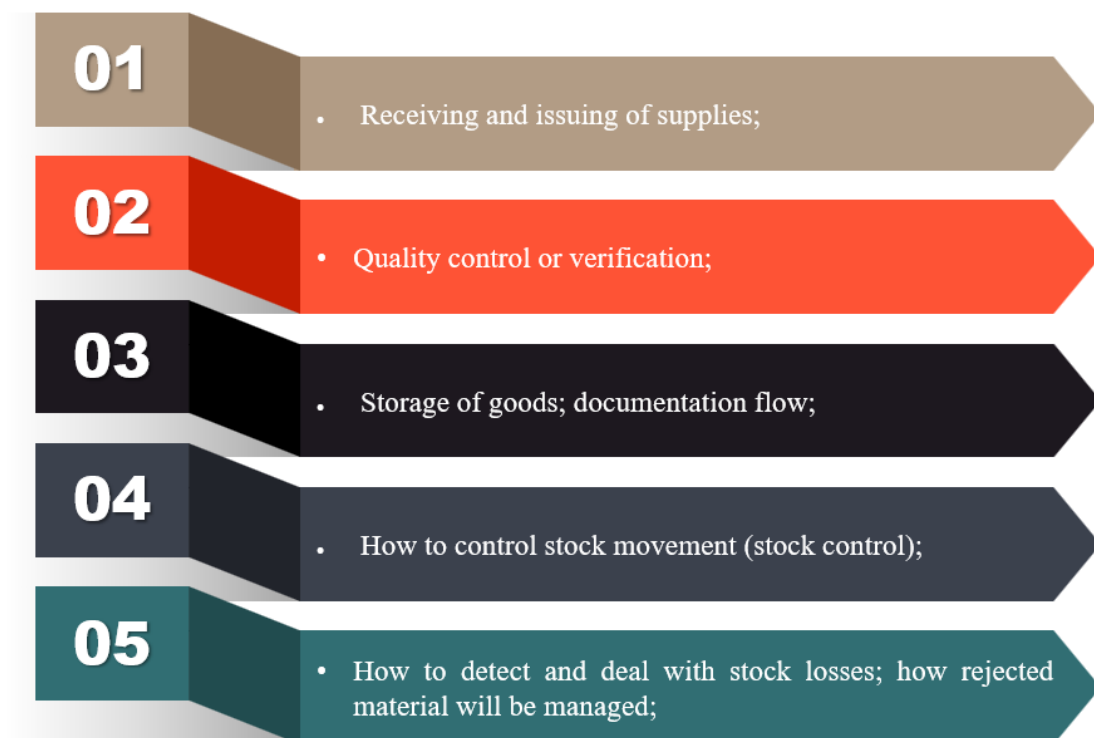 01
• Receiving and issuing of supplies;
02
• Quality control or verification;
03
• Storage of goods; documentation flow;
04
• How to control stock movement (stock control);
05
• How to detect and deal with stock losses; how rejected
material will be managed;